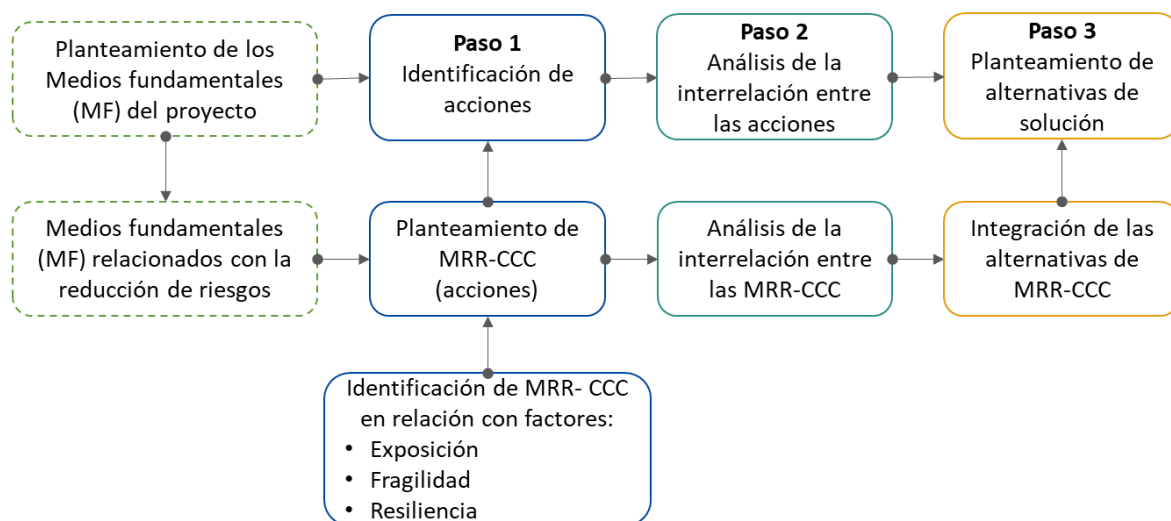 Planteamiento de los
Medios fundamentales
(MF) del proyecto
Paso 1
Identificación de
acciones
Paso 2
Análisis de la
interrelación entre
las acciones
Paso 3
Planteamiento de
alternativas de
solución
Medios fundamentales
(MF) relacionados con la
reducción de riesgos
Planteamiento de
MRR-CCC
(acciones)
Análisis de la
interrelación entre
las MRR-CCC
Integración de las
alternativas de
MRR-CCC
Identificación de MRR- CCC
en relación con factores:
• Exposición
• Fragilidad
• Resiliencia